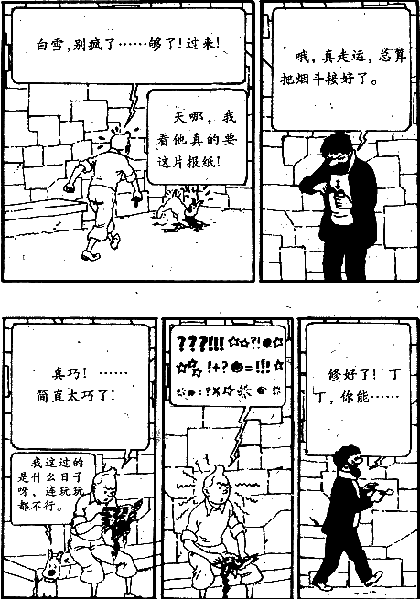 白雪,别疯了……够了!过来!
天哪，我
看他真的要
这片报纸!
哦,真走运,总算
把烟斗接好了。
真巧! ……
简直太巧了!
我这过的
是什么日子
呀、连玩玩
都不行。
???!!! ☆☆?!
!+? =!!!
:?
修好了! 丁
丁,你能……